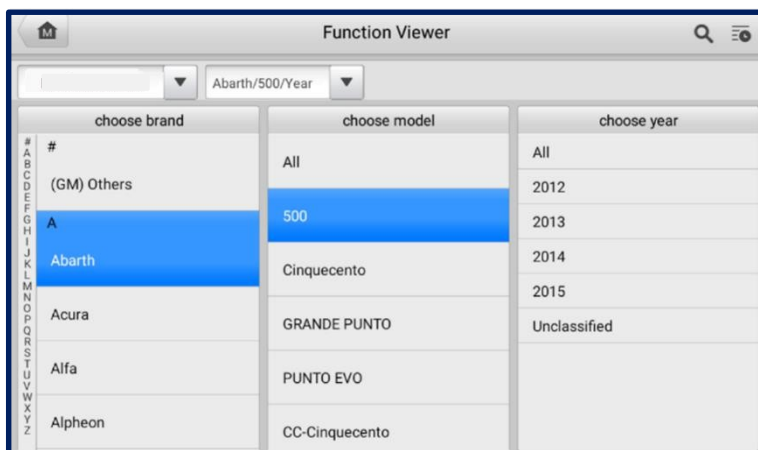 M
Function Viewer
Abarth/500/Year
choose brand
#
A
B
C
D
E
F
G
H
I
J
K
L
M
N
O
P
Q
R
S
T
U
V
W
X
Y
Z
#
(GM) Others
A
Abarth
Acura
Alfa
Alpheon
choose model
All
500
Cinquecento
GRANDE PUNTO
PUNTO EVO
CC-Cinquecento
choose year
All
2012
2013
2014
2015
Unclassified